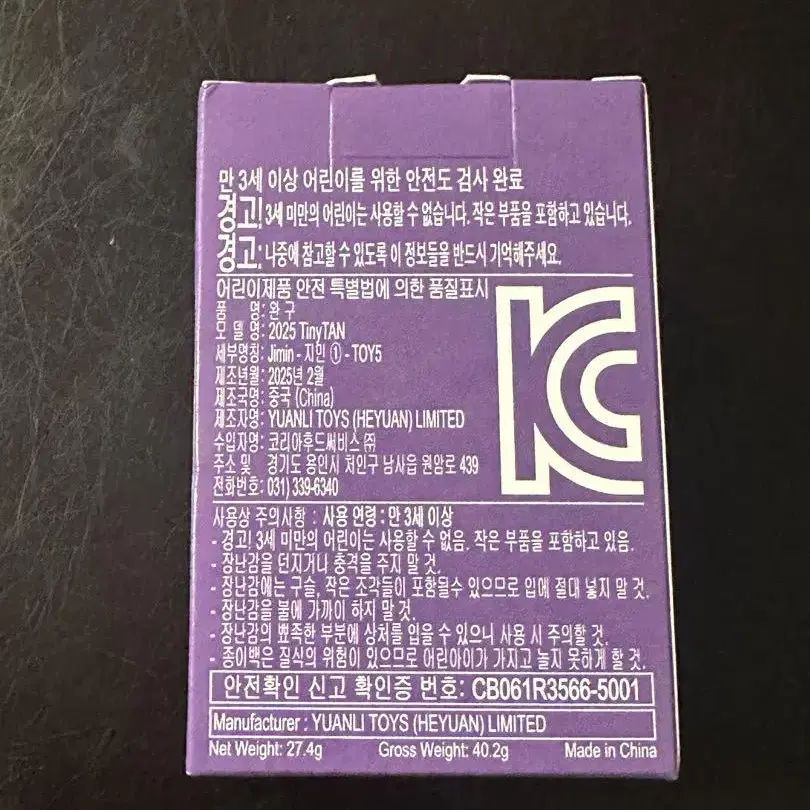 만 3세 이상 어린이를 위한 안전도 검사 완료
경고! 3세 미만의 어린이는 사용할 수 없습니다. 작은 부품을 포함하고 있습니다.
경고! 나중에 참고할 수 있도록 이 정보들을 반드시 기억해주세요.
어린이제품 안전 특별법에 의한 품질표시
품 명: 완 구
모 델 명: 2025 TinyTAN
세부명칭: Jimin - 지민 ① - TOY5
제조년월: 2025년 2월
제조국명: 중국 (China)
제조자명: YUANLI TOYS (HEYUAN) LIMITED
수입자명: 코리아후드써비스 ㈜
주소 및 경기도 용인시 처인구 남사읍 원암로 439
전화번호: 031) 339-6340
KC
사용상 주의사항 : 사용 연령 : 만 3세 이상
- 경고! 3세 미만의 어린이는 사용할 수 없음. 작은 부품을 포함하고 있음.
- 장난감을 던지거나 충격을 주지 말 것.
- 장난감에는 구슬, 작은 조각들이 포함될수 있으므로 입에 절대 넣지 말 것.
- 장난감을 불에 가까이 하지 말 것.
- 장난감의 뾰족한 부분에 상처를 입을 수 있으니 사용 시 주의할 것.
- 종이백은 질식의 위험이 있으므로 어린아이가 가지고 놀지 못하게 할 것.
안전확인 신고 확인증 번호: CB061R3566-5001
Manufacturer : YUANLI TOYS (HEYUAN) LIMITED
Net Weight: 27.4g Gross Weight: 40.2g Made in China